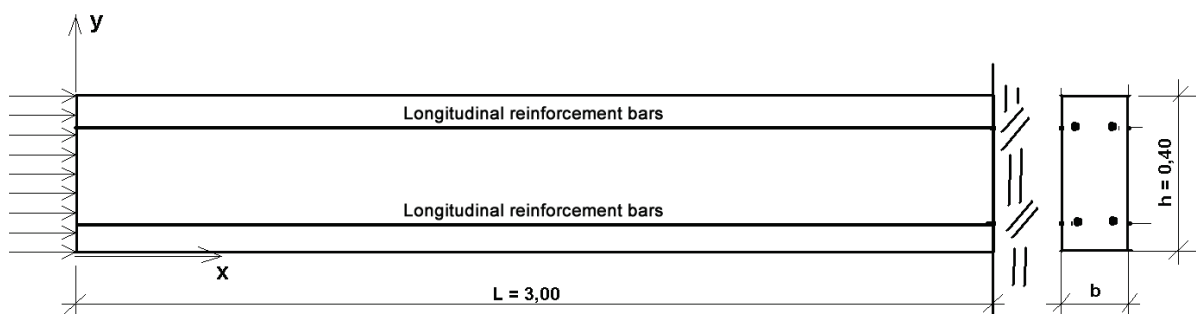 y
Longitudinal reinforcement bars
Longitudinal reinforcement bars
x
L = 3,00
b
h = 0,40